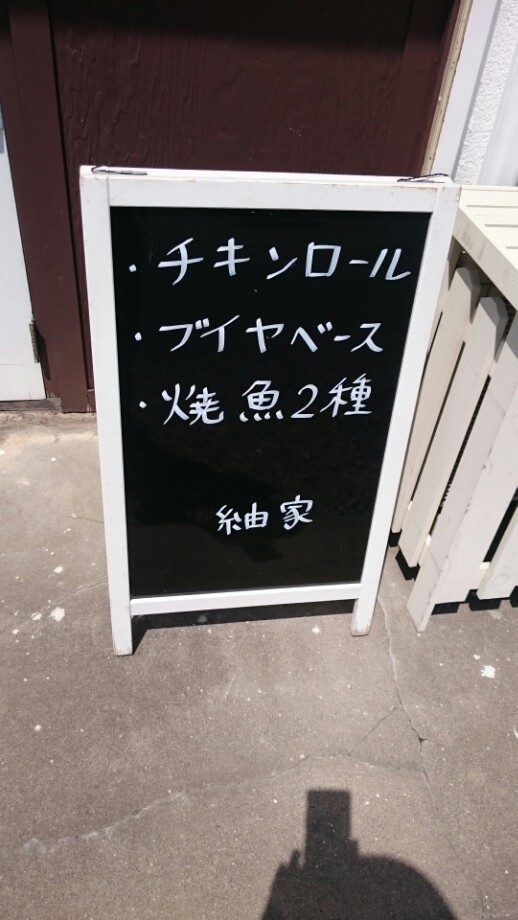 ・チキンロール
・ブイヤベース
・焼魚2種
紬家